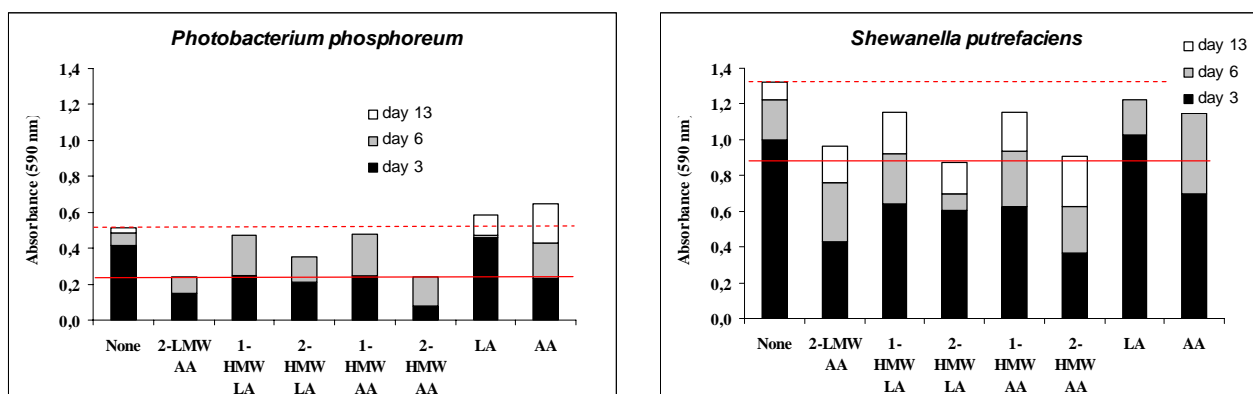 Photobacterium phosphoreum
Absorbance (590 nm)
1,4
1,2
1,0
0,8
0,6
0,4
0,2
0,0
day 13
day 6
day 3
None
2-LMW AA
1-HMW LA
2-HMW LA
1-HMW AA
2-HMW AA
LA
AA
Shewanella putrefaciens
Absorbance (590 nm)
1,4
1,2
1,0
0,8
0,6
0,4
0,2
0,0
day 13
day 6
day 3
None
2-LMW AA
1-HMW LA
2-HMW LA
1-HMW AA
2-HMW AA
LA
AA